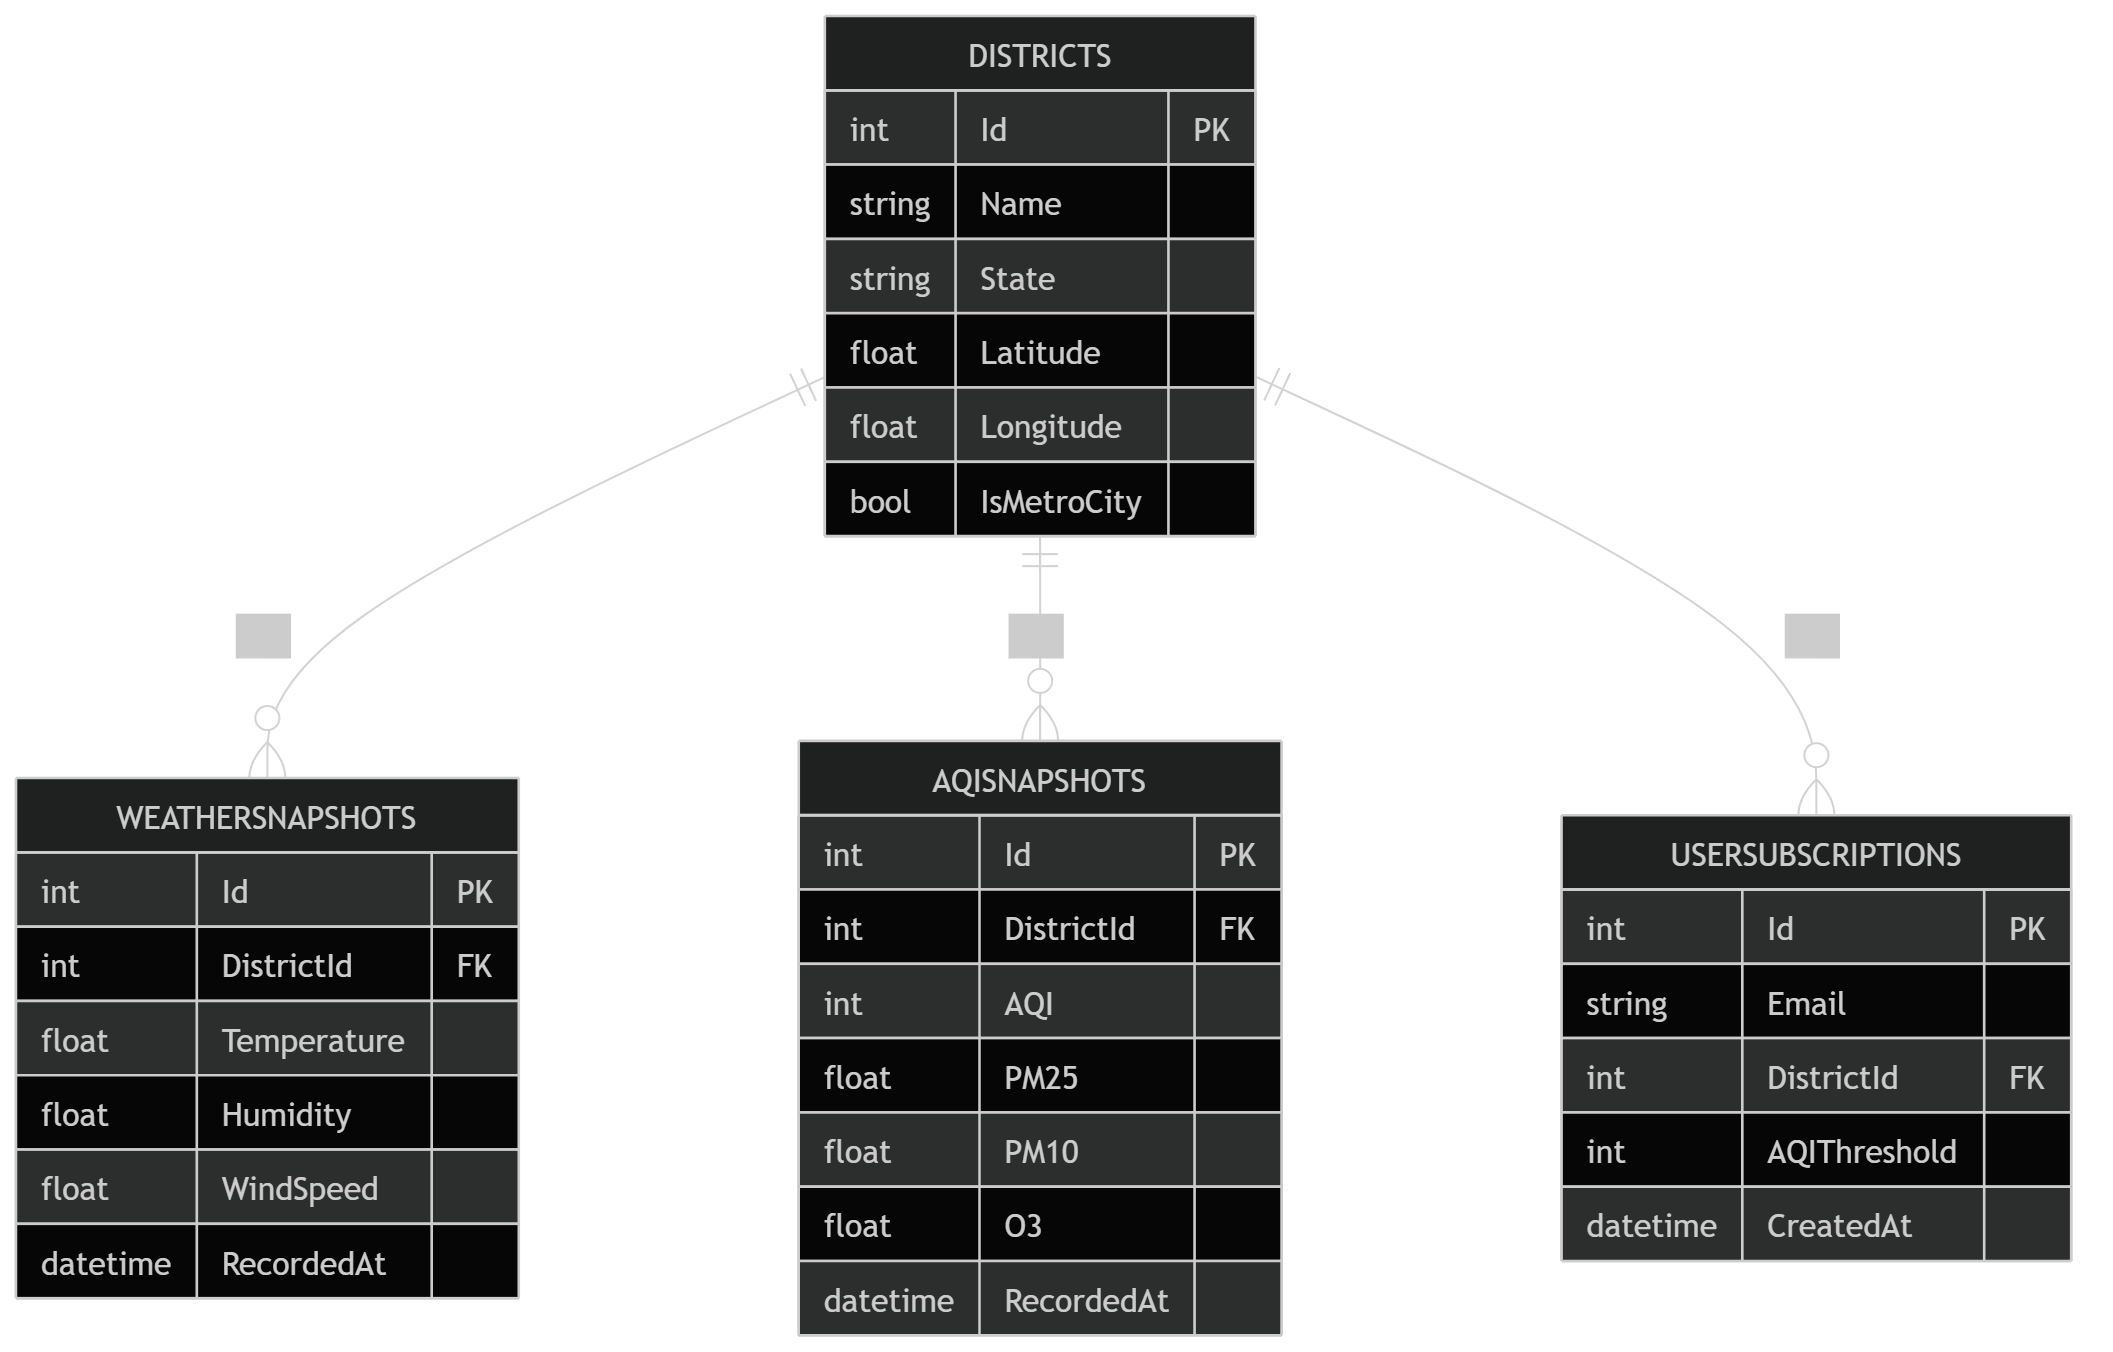 DISTRICTS
int Id PK
string Name
string State
float Latitude
float Longitude
bool IsMetroCity
WEATHERSNAPSHOTS
int Id PK
int DistrictId FK
float Temperature
float Humidity
float WindSpeed
datetime RecordedAt
AQISNAPSHOTS
int Id PK
int DistrictId FK
int AQI
float PM25
float PM10
float O3
datetime RecordedAt
USERSUBSCRIPTIONS
int Id PK
string Email
int DistrictId FK
int AQIThreshold
datetime CreatedAt